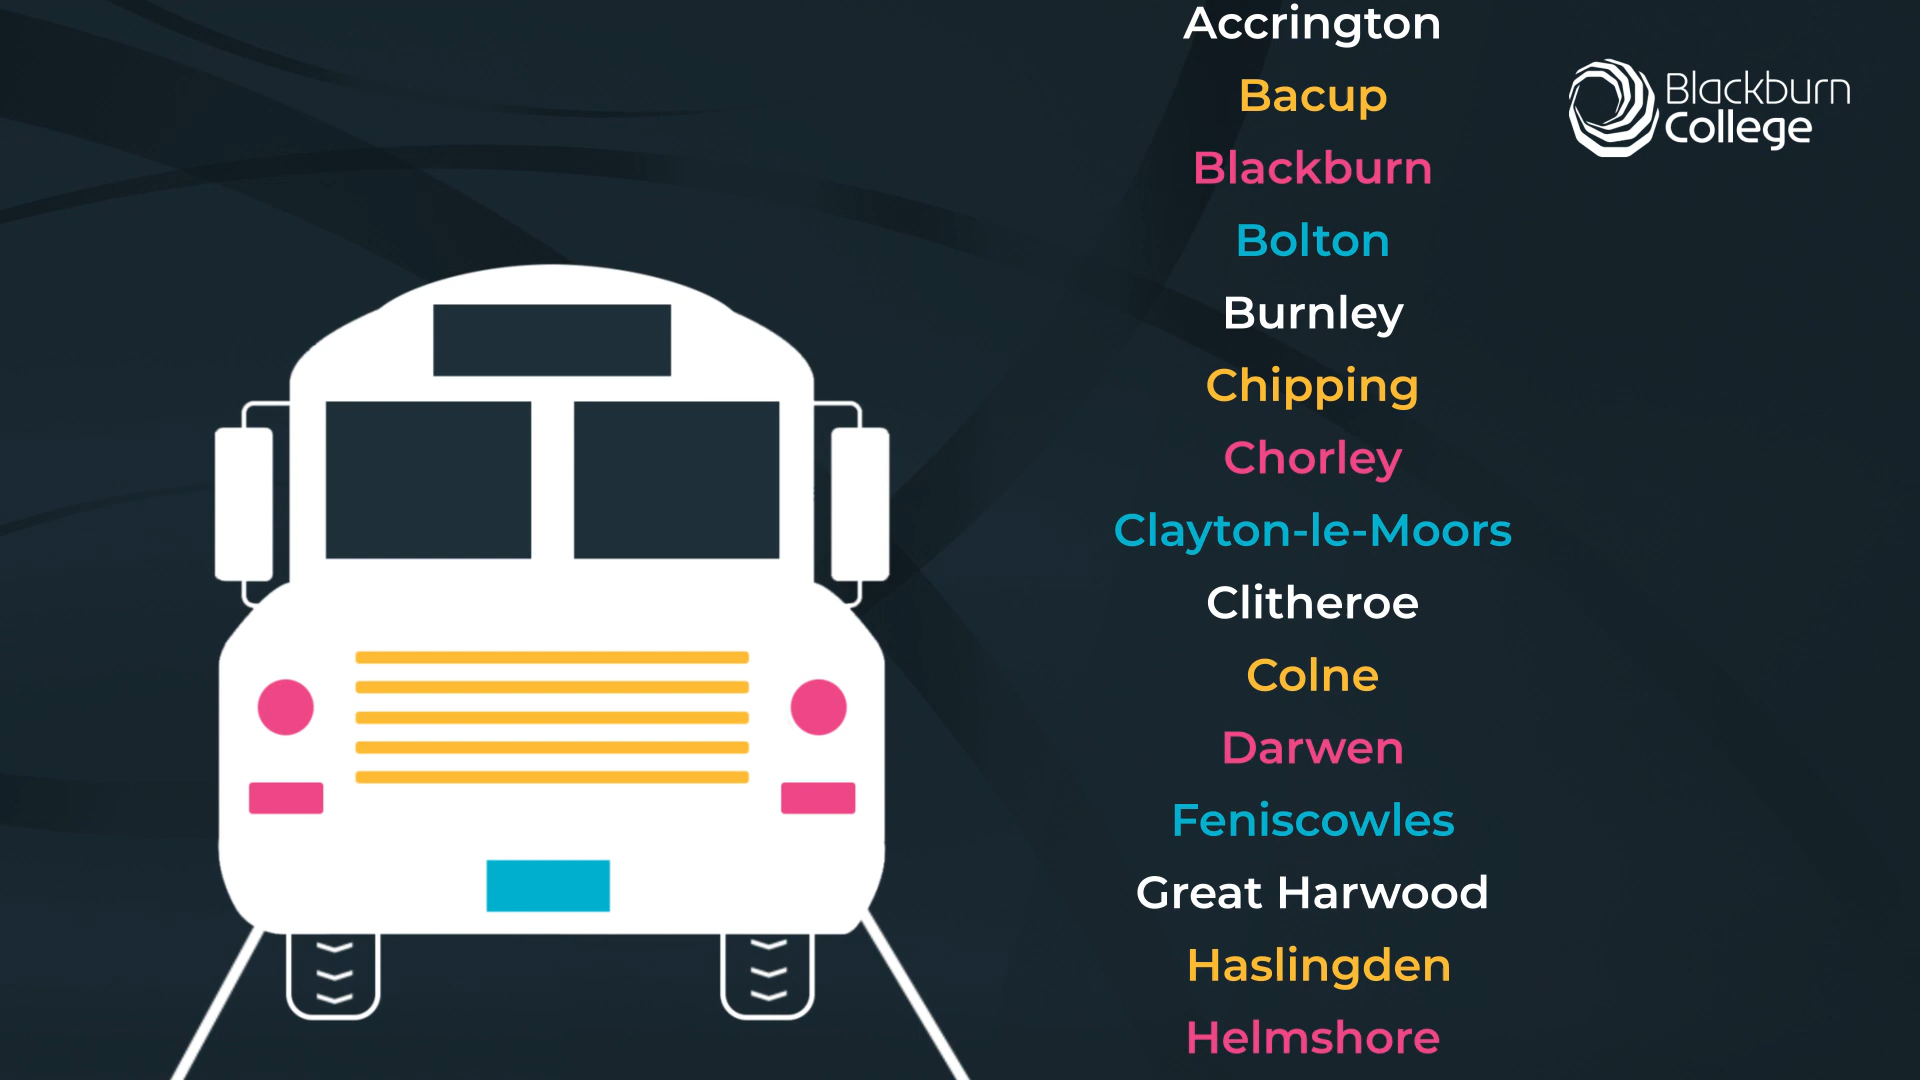 Accrington
Bacup
Blackburn
Bolton
Burnley
Chipping
Chorley
Clayton-le-Moors
Clitheroe
Colne
Darwen
Feniscowles
Great Harwood
Haslingden
Helmshore
Blackburn
College